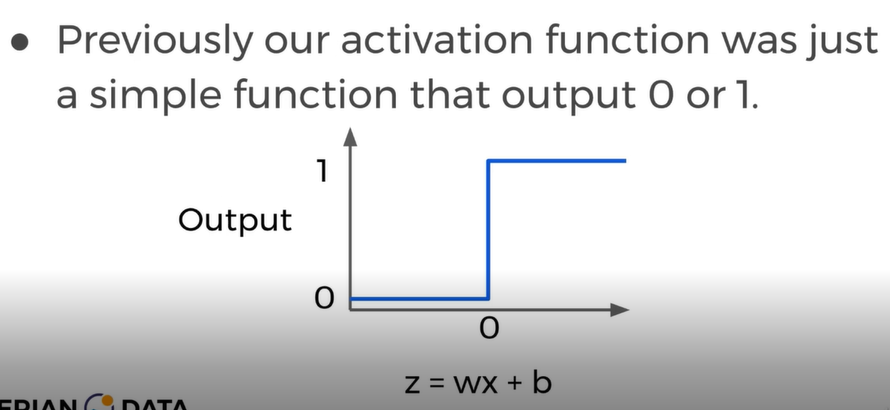 ● Previously our activation function was just
a simple function that output 0 or 1.
1
Output
0
0
z = wx + b
DATA